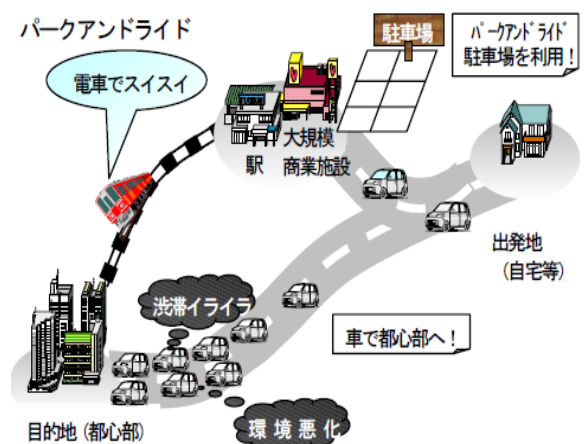 パークアンドライド
駐車場
パークアンドライド
駐車場を利用！
電車でスイスイ
駅
大規模
商業施設
出発地
（自宅等）
渋滞イライラ
車で都心部へ！
目的地（都心部）
環境悪化